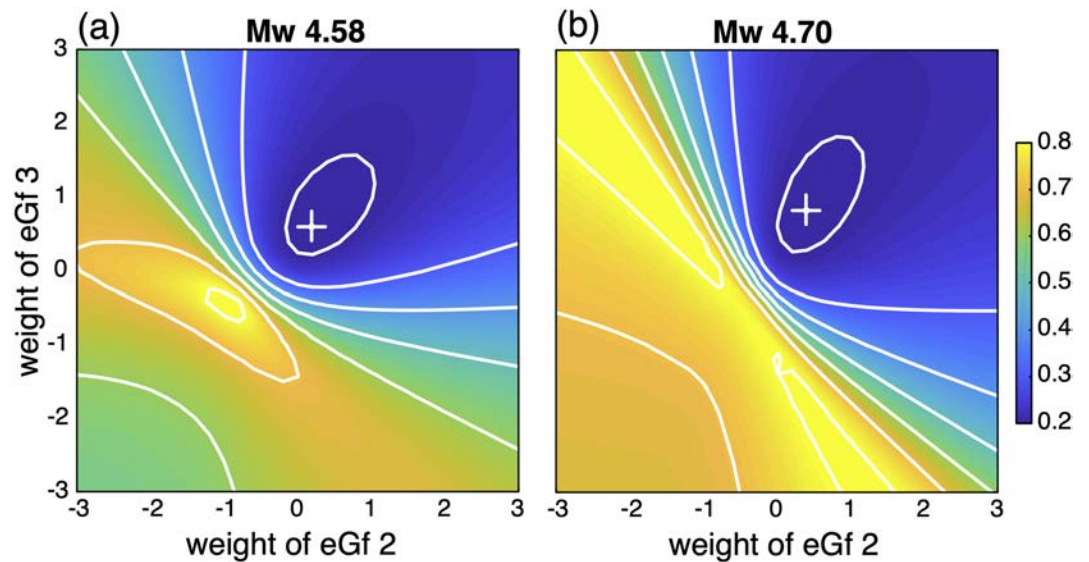 (a) Mw 4.58
(b) Mw 4.70
weight of eGf 3
3
2
1
0
-1
-2
-3
-3 -2 -1 0 1 2 3
weight of eGf 2
-3 -2 -1 0 1 2 3
weight of eGf 2
0.8
0.7
0.6
0.5
0.4
0.3
0.2